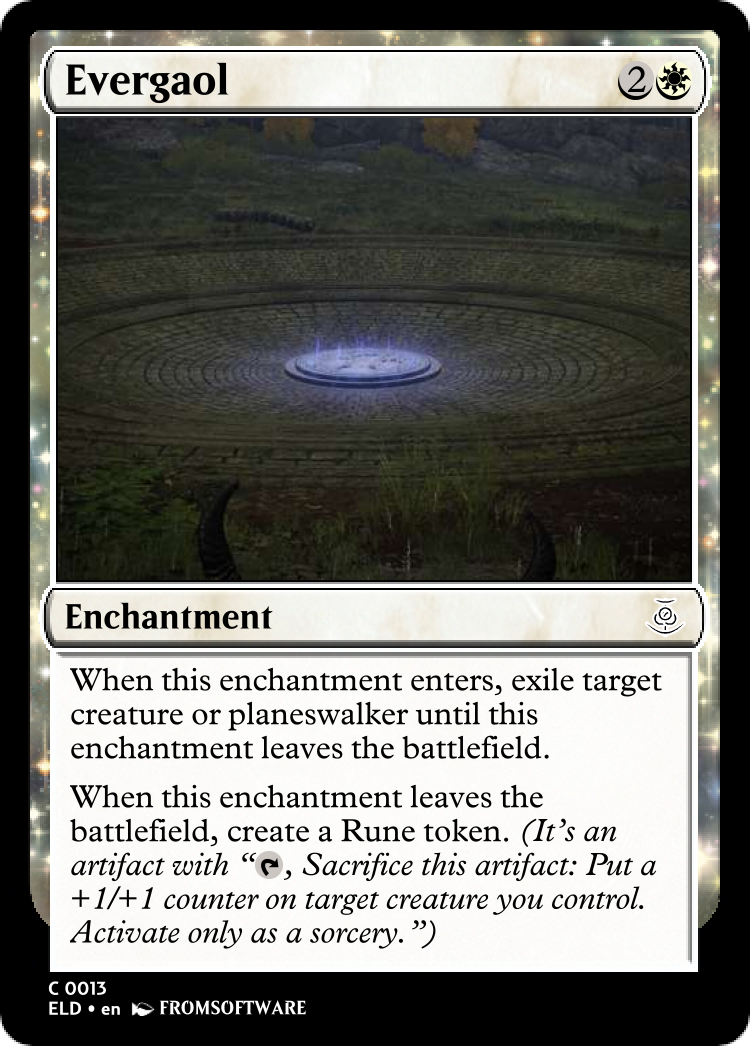 Evergaol 2
Enchantment
When this enchantment enters, exile target
creature or planeswalker until this
enchantment leaves the battlefield.
When this enchantment leaves the
battlefield, create a Rune token. (It's an
artifact with “, Sacrifice this artifact: Put a
+1/+1 counter on target creature you control.
Activate only as a sorcery.”)
C 0013
ELD • en FROMSOFTWARE